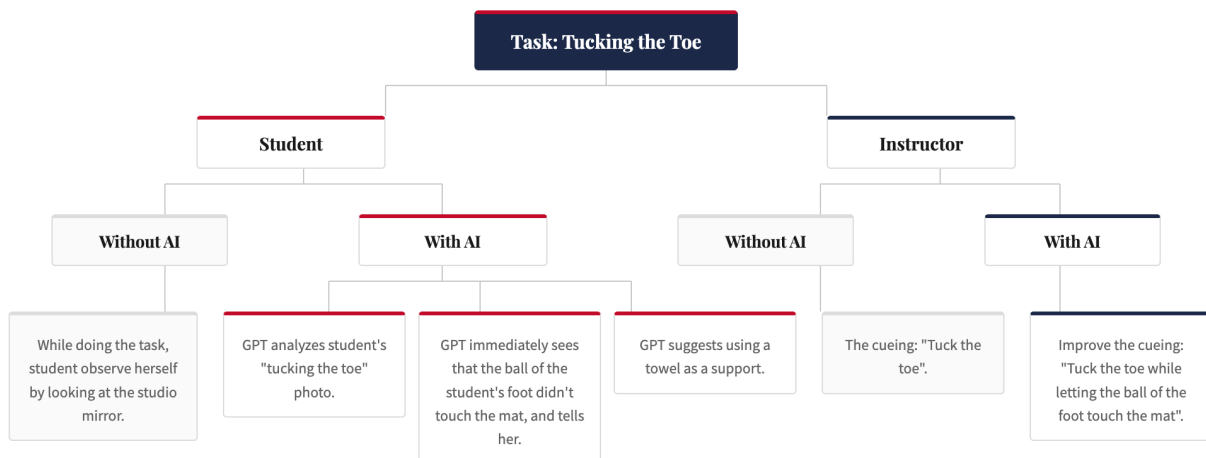 Task: Tucking the Toe
Student
Instructor
Without AI
With AI
Without AI
With AI
While doing the task,
student observe herself
by looking at the studio
mirror.
GPT analyzes student's
"tucking the toe"
photo.
GPT immediately sees
that the ball of the
student's foot didn't
touch the mat, and tells
her.
GPT suggests using a
towel as a support.
The cueing: "Tuck the
toe".
Improve the cueing:
"Tuck the toe while
letting the ball of the
foot touch the mat".